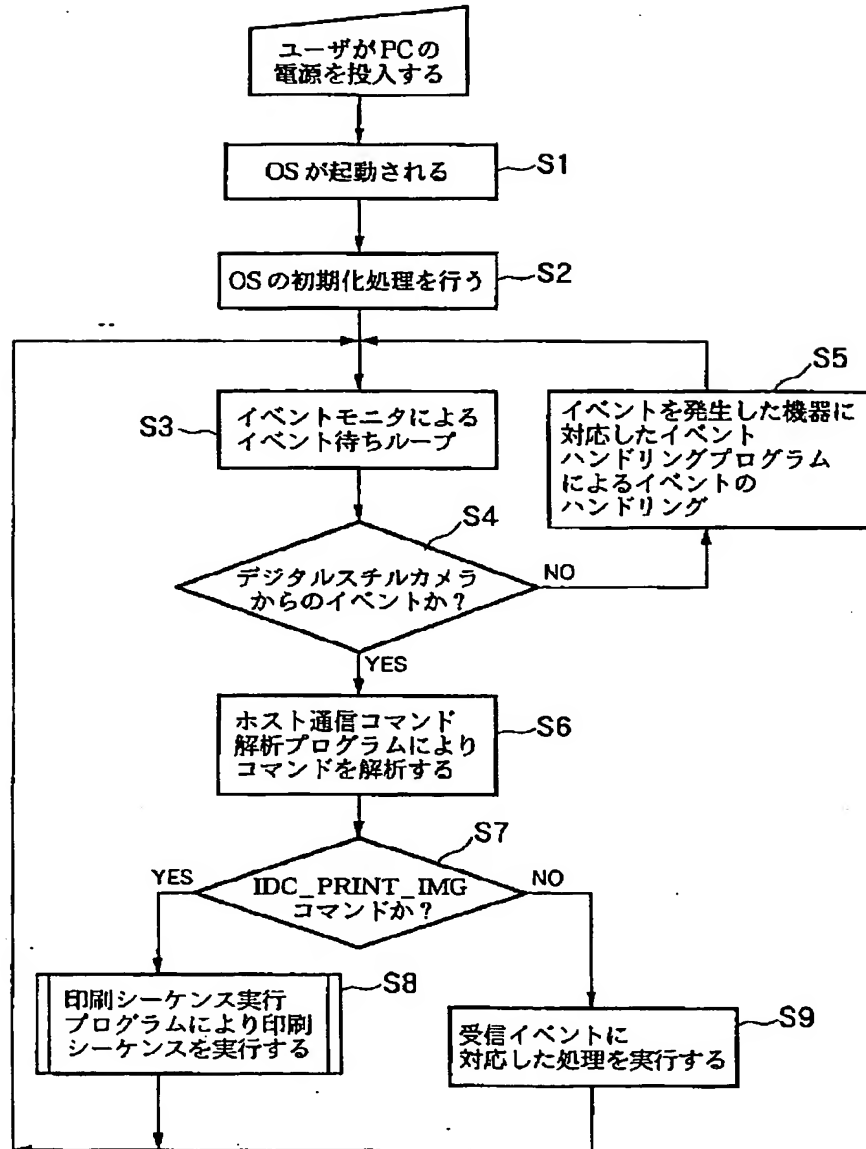 ユーザがPCの
電源を投入する
OSが起動される
S1
OSの初期化処理を行う
S2
S3
イベントモニタによる
イベント待ちループ
S5
イベントを発生した機器に
対応したイベント
ハンドリングプログラム
によるイベントの
ハンドリング
S4
デジタルスチルカメラ
からのイベントか?
NO
YES
ホスト通信コマンド
解析プログラムにより
コマンドを解析する
S6
S7
YES
IDC_PRINT_IMG
コマンドか?
NO
印刷シーケンス実行
プログラムにより印刷
シーケンスを実行する
S8
受信イベントに
対応した処理を実行する
S9